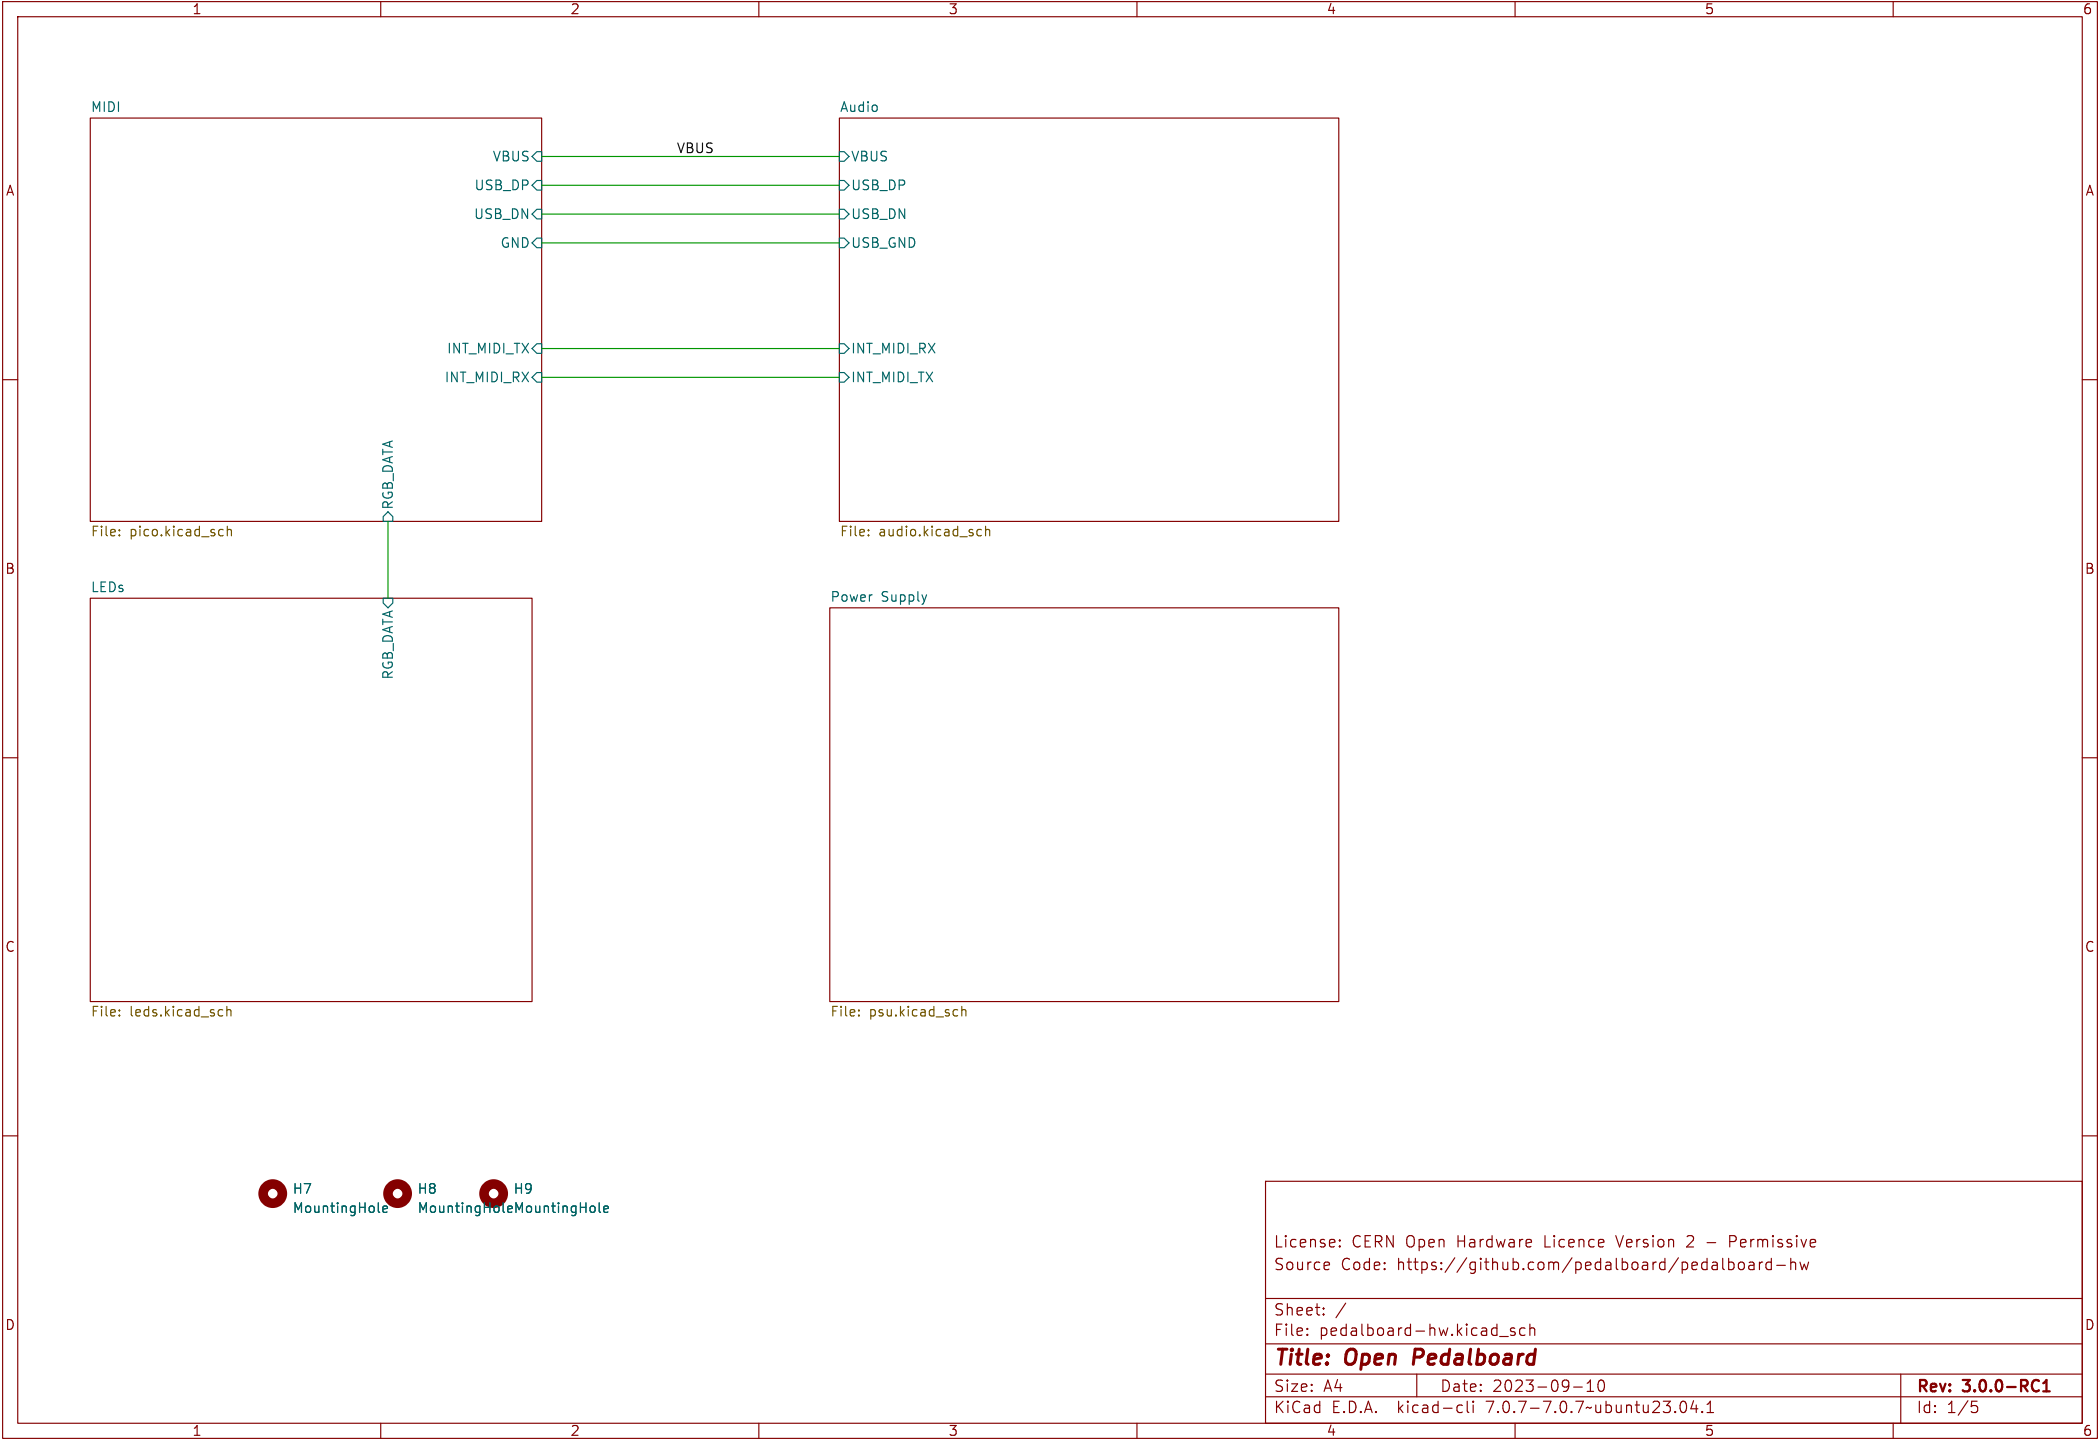 1 2 3 4 5 6
MIDI
Audio
VBUS
VBUS
VBUS
USB_DP
USB_DP
A
A
USB_DN
USB_DN
GND
USB_GND
INT_MIDI_TX
INT_MIDI_RX
INT_MIDI_RX
INT_MIDI_TX
RGB_DATA
File: pico.kicad_sch
File: audio.kicad_sch
B
B
LEDs
Power Supply
RGB_DATA
C
C
File: leds.kicad_sch
File: psu.kicad_sch
H7
MountingHole
H8
MountingHole
H9
MountingHole
License: CERN Open Hardware Licence Version 2 - Permissive
Source Code: https://github.com/pedalboard/pedalboard-hw
Sheet: /
File: pedalboard-hw.kicad_sch
D
D
Title: Open Pedalboard
Size: A4
Date: 2023-09-10
Rev: 3.0.0-RC1
KiCad E.D.A. kicad-cli 7.0.7-7.0.7~ubuntu23.04.1
Id: 1/5
1 2 3 4 5 6